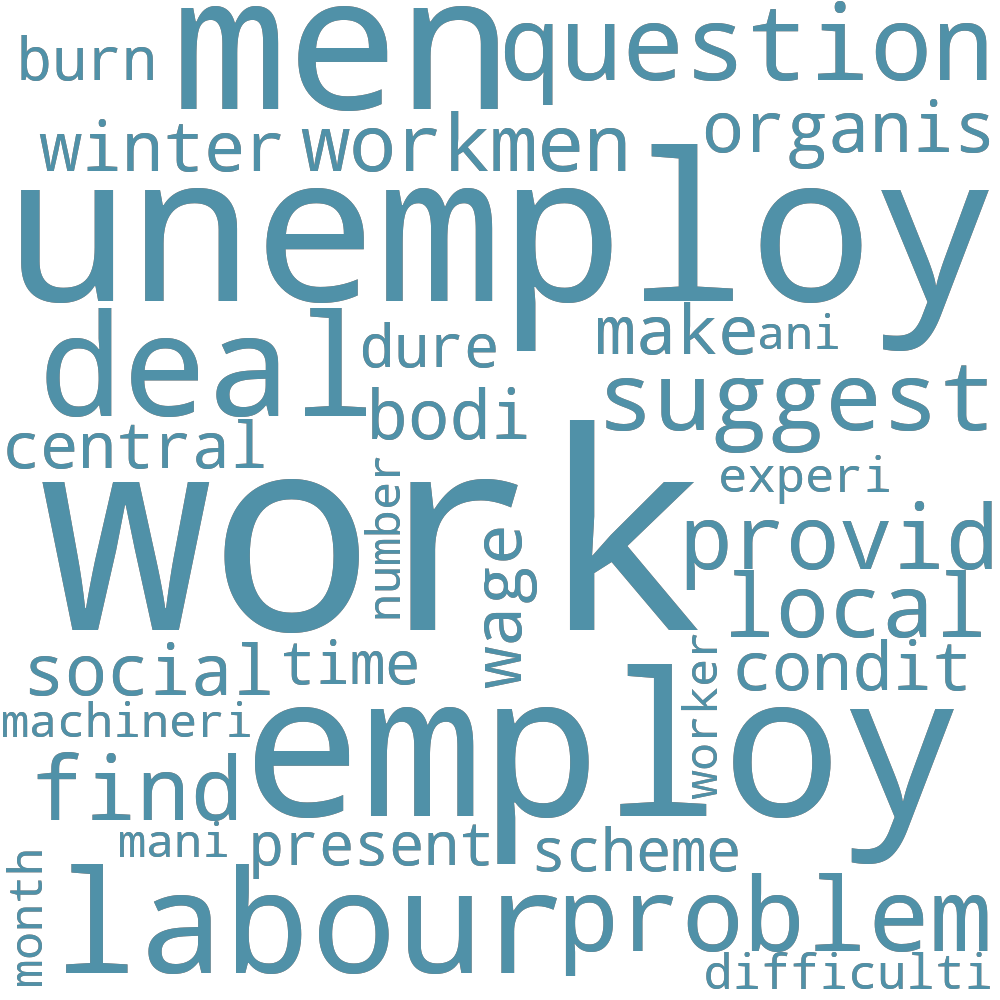 men
question
burn
organis
winter
workmen
unemploy
deal
dure
make
ani
suggest
bodi
central
work
experi
number
wage
provid
local
social
time
worker
condit
machineri
employ
find
mani
present
scheme
month
labour
problem
difficulti